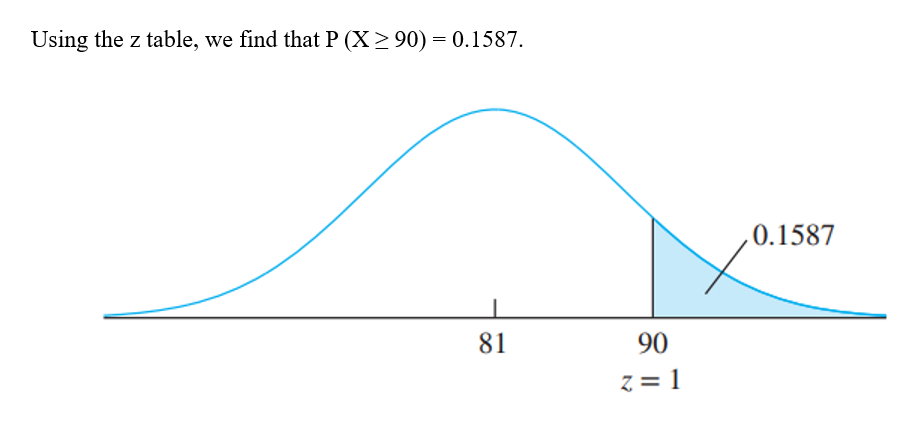 Using the z table, we find that P (X ≥ 90) = 0.1587.
0.1587
81 90
z = 1